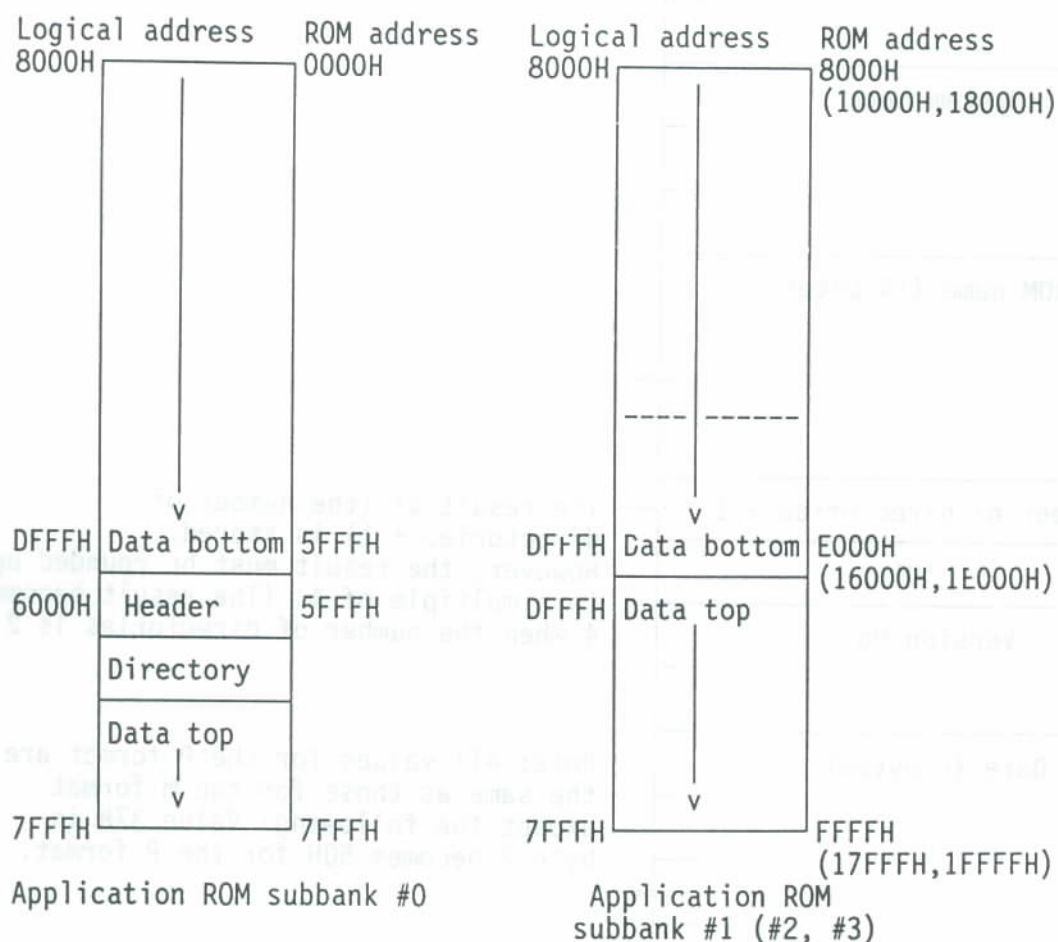 Logical address ROM address
8000H 0000H
DFFFH Data bottom 5FFFH
6000H Header 5FFFH
Directory
Data top
7FFFH 7FFFH
Application ROM subbank #0
Logical address ROM address
8000H 8000H
(10000H,18000H)
DFFFH Data bottom E000H
(16000H,1E000H)
DFFFH Data top
7FFFH FFFFH
(17FFFH,1FFFFH)
Application ROM
subbank #1 (#2, #3)